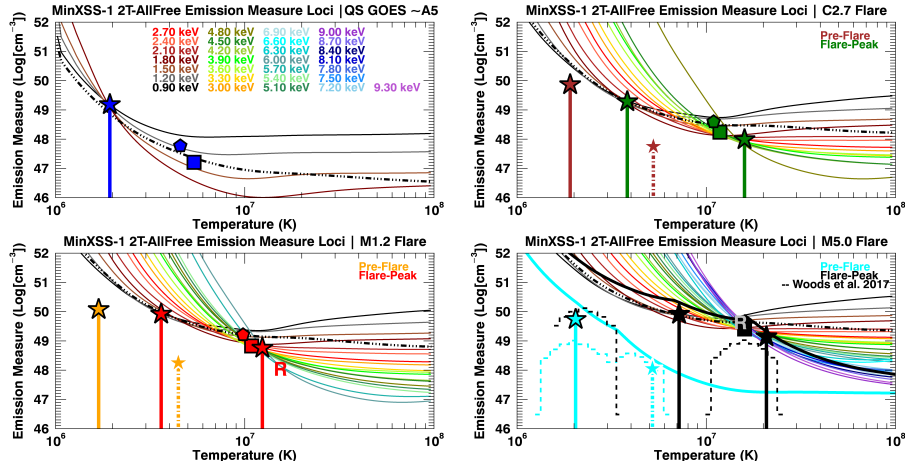 MinXSS-1 2T-AllFree Emission Measure Loci |QS GOES ~A5
2.70 keV 4.80 keV 6.90 keV 9.00 keV
2.40 keV 4.50 keV 6.60 keV 8.70 keV
2.10 keV 4.20 keV 6.30 keV 8.40 keV
1.80 keV 3.90 keV 6.00 keV 8.10 keV
1.50 keV 3.60 keV 5.70 keV 7.80 keV
1.20 keV 3.30 keV 5.40 keV 7.50 keV
0.90 keV 3.00 keV 5.10 keV 7.20 keV 9.30 keV
Emission Measure (Log[cm⁻³])
52
51
50
49
48
47
46
10⁶ 10⁷ 10⁸
Temperature (K)
MinXSS-1 2T-AllFree Emission Measure Loci | C2.7 Flare
Pre-Flare
Flare-Peak
Emission Measure (Log[cm⁻³])
52
51
50
49
48
47
46
10⁶ 10⁷ 10⁸
Temperature (K)
MinXSS-1 2T-AllFree Emission Measure Loci | M1.2 Flare
Pre-Flare
Flare-Peak
R
Emission Measure (Log[cm⁻³])
52
51
50
49
48
47
46
10⁶ 10⁷ 10⁸
Temperature (K)
MinXSS-1 2T-AllFree Emission Measure Loci | M5.0 Flare
Pre-Flare
Flare-Peak
-- Woods et al. 2017
R
Emission Measure (Log[cm⁻³])
52
51
50
49
48
47
46
10⁶ 10⁷ 10⁸
Temperature (K)